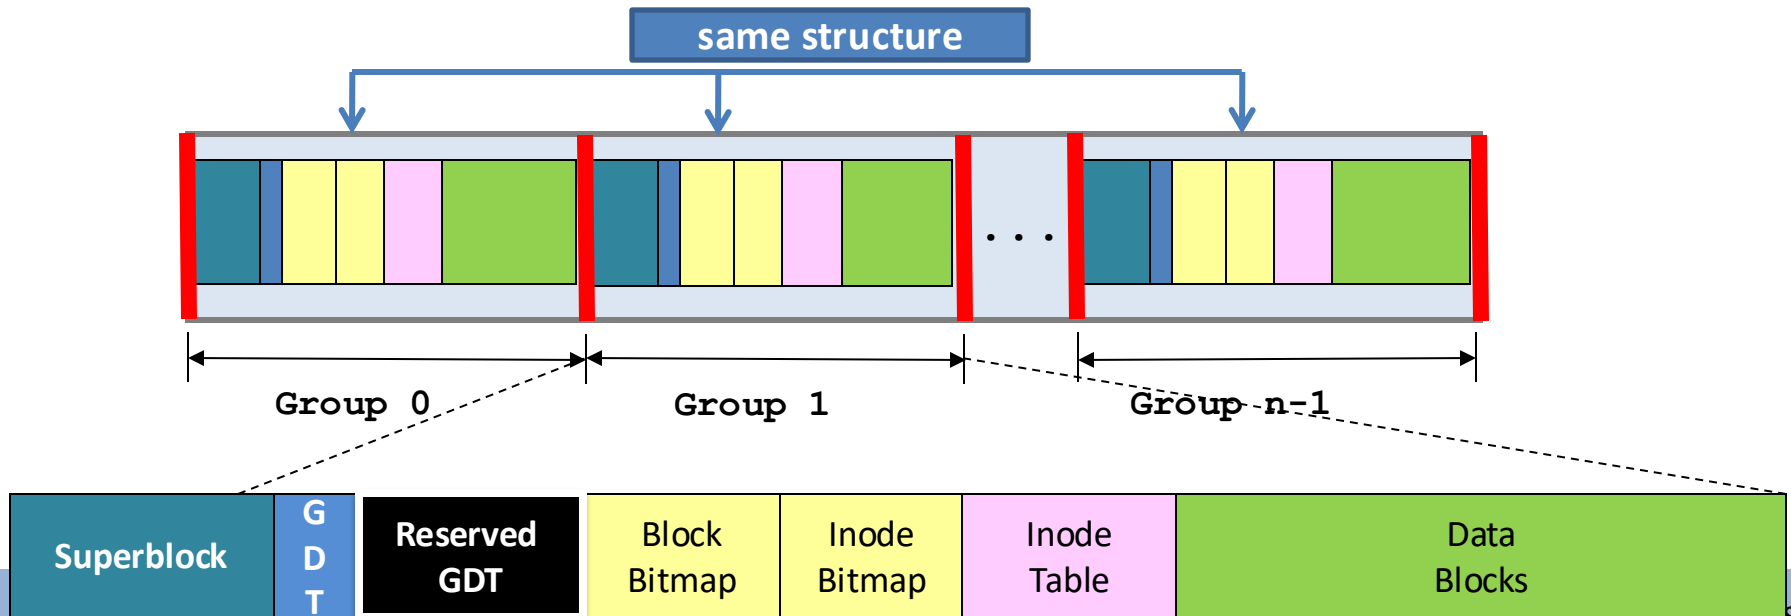 same structure
. . .
Group 0
Group 1
Group n-1
Superblock
G
D
T
Reserved
GDT
Block
Bitmap
Inode
Bitmap
Inode
Table
Data
Blocks